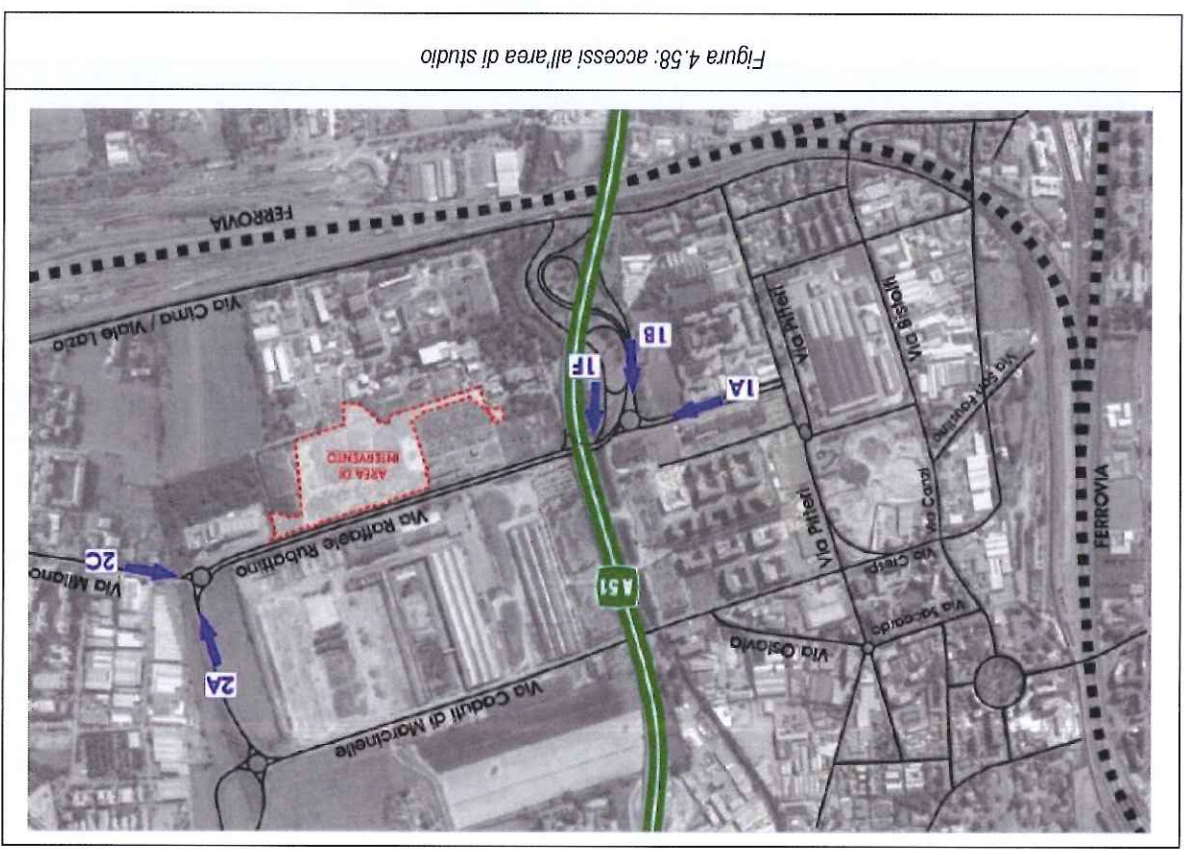 Via Caduti di Marcinelle
2A
Via Oslavia
Via Saccardo
A51
Via Milano
Via Crespi
2C
Via Raffaele Rubattino
Via Pitteri
FERROVIA
Via Canzi
AREA DI
INTERVENTO
Via San Faustino
1A
1F
1B
Via Pitteri
Via Bistolfi
Via Cima / Viale Lazio
FERROVIA
Figura 4.58: accessi all'area di studio